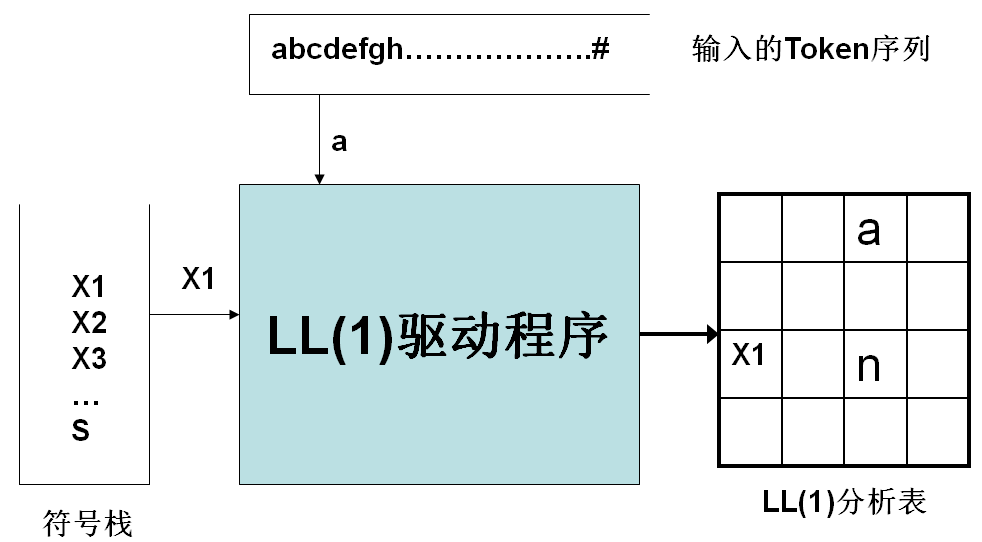 abcdefgh………………….#
输入的Token序列
a
X1
X2
X3
…
S
X1
LL(1)驱动程序
a
X1
n
符号栈
LL(1)分析表